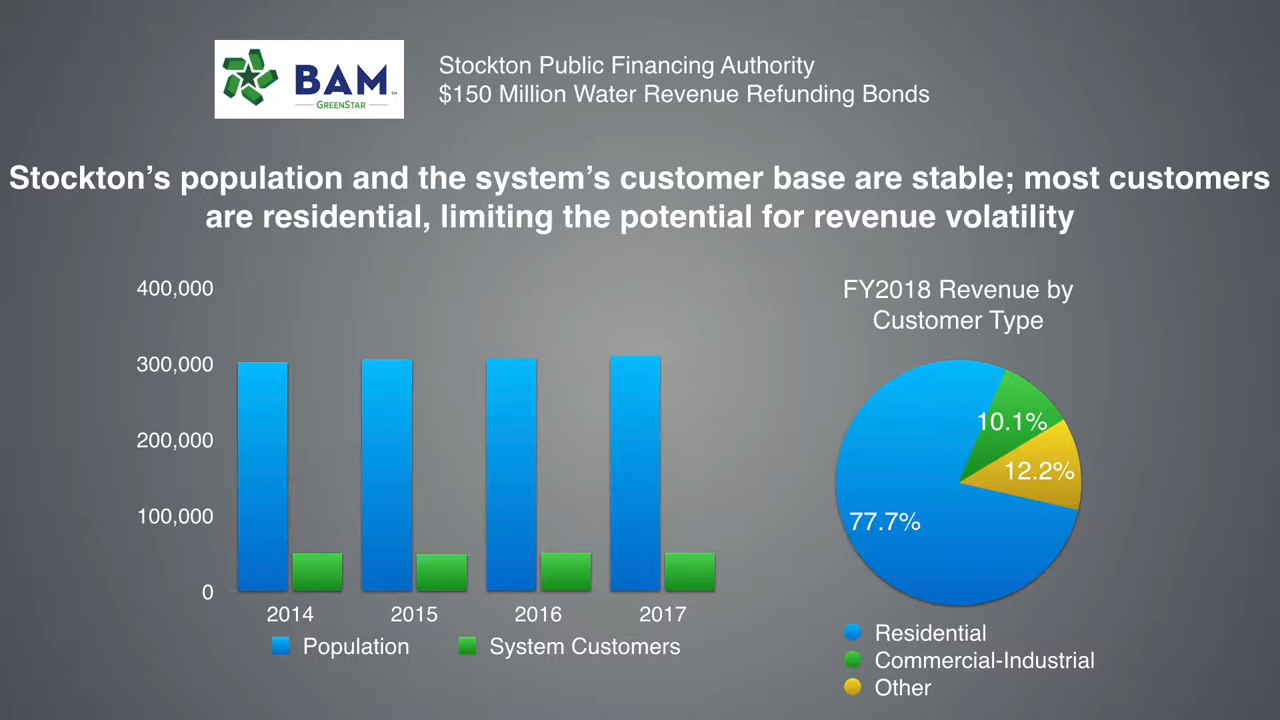 BAM
GREENSTAR
Stockton Public Financing Authority
$150 Million Water Revenue Refunding Bonds
Stockton’s population and the system’s customer base are stable; most customers
are residential, limiting the potential for revenue volatility
400,000
300,000
200,000
100,000
0
2014
2015
2016
2017
Population
System Customers
FY2018 Revenue by
Customer Type
10.1%
12.2%
77.7%
Residential
Commercial-Industrial
Other